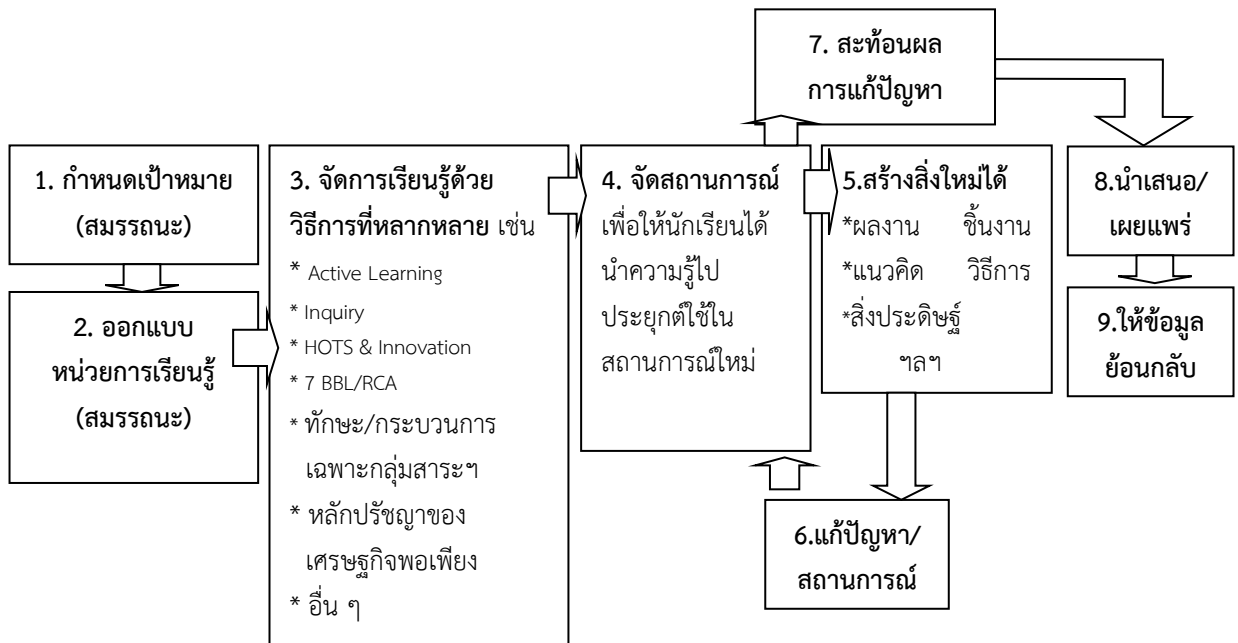 1. กำหนดเป้าหมาย
(สมรรถนะ)
2. ออกแบบ
หน่วยการเรียนรู้
(สมรรถนะ)
3. จัดการเรียนรู้ด้วย
วิธีการที่หลากหลาย เช่น
* Active Learning
* Inquiry
* HOTS & Innovation
* 7 BBL/RCA
* ทักษะ/กระบวนการ
เฉพาะกลุ่มสาระฯ
* หลักปรัชญาของ
เศรษฐกิจพอเพียง
* อื่น ๆ
4. จัดสถานการณ์
เพื่อให้นักเรียนได้
นำความรู้ไป
ประยุกต์ใช้ใน
สถานการณ์ใหม่
5.สร้างสิ่งใหม่ได้
*ผลงาน ชิ้นงาน
*แนวคิด วิธีการ
*สิ่งประดิษฐ์
ฯลฯ
6.แก้ปัญหา/
สถานการณ์
7. สะท้อนผล
การแก้ปัญหา
8.นำเสนอ/
เผยแพร่
9.ให้ข้อมูล
ย้อนกลับ